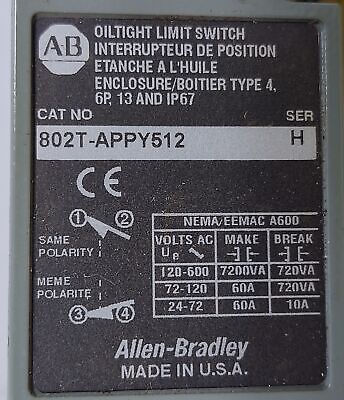 AB
OILTIGHT LIMIT SWITCH
INTERRUPTEUR DE POSITION
ETANCHE A L'HUILE
ENCLOSURE/BOITIER TYPE 4,
6P, 13 AND IP67
CAT NO SER
802T-APPY512 H
CE
1 2
SAME
POLARITY
MEME
POLARITE
3 4
NEMA/EEMAC A600
VOLTS AC MAKE BREAK
Ue
120-600 7200VA 720VA
72-120 60A 720VA
24-72 60A 10A
Allen-Bradley
MADE IN U.S.A.